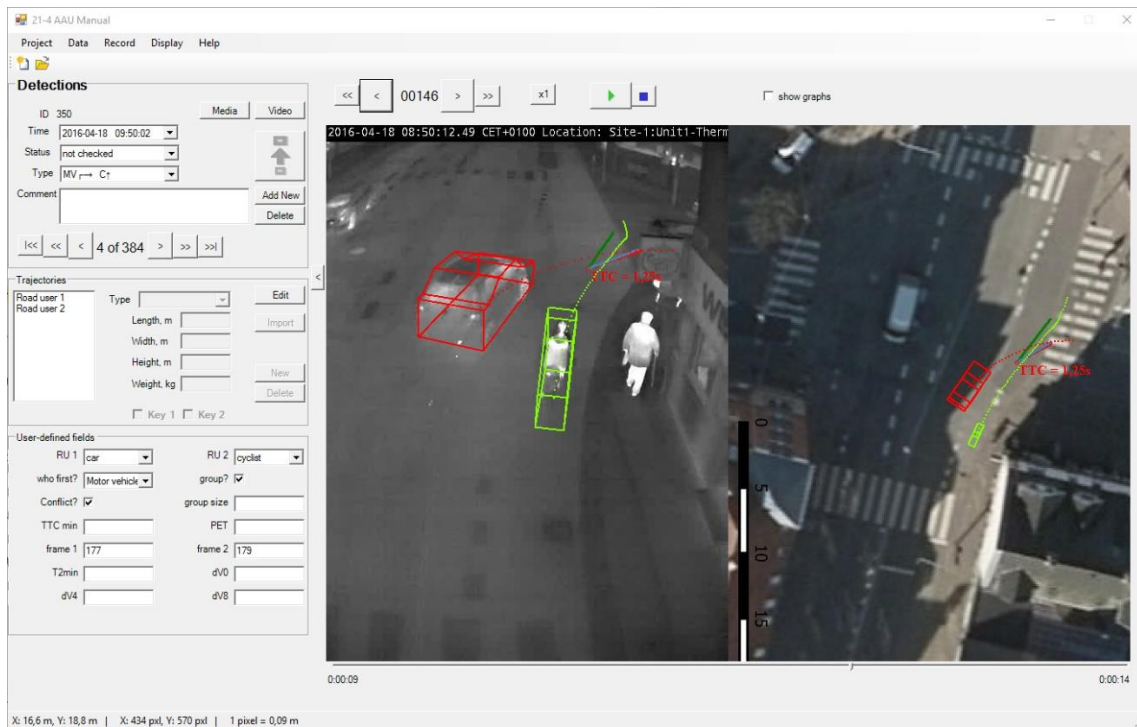 21-4 AAU Manual
Project Data Record Display Help
Detections
ID 350 Media Video
Time 2016-04-18 09:50:02
Status not checked
Type MV C↑
Comment
Add New
Delete
|<< << < 4 of 384 > >> >>|
Trajectories
Road user 1
Road user 2
Type
Length, m
Width, m
Height, m
Weight, kg
Key 1 Key 2
Edit
Import
New
Delete
User-defined fields
RU 1 car RU 2 cyclist
who first? Motor vehicle group?
Conflict? group size
TTC min PET
frame 1 177 frame 2 179
T2min dV0
dV4 dV8
<
<< < 00146 > >> x1 show graphs
2016-04-18 08:50:12.49 CET+0100 Location: Site-1:Unit1-Therm
TTC = 1,25s
TTC = 1,25s
0
5
10
15
0:00:09 0:00:14
X: 16,6 m, Y: 18,8 m | X: 434 pxl, Y: 570 pxl | 1 pixel = 0,09 m